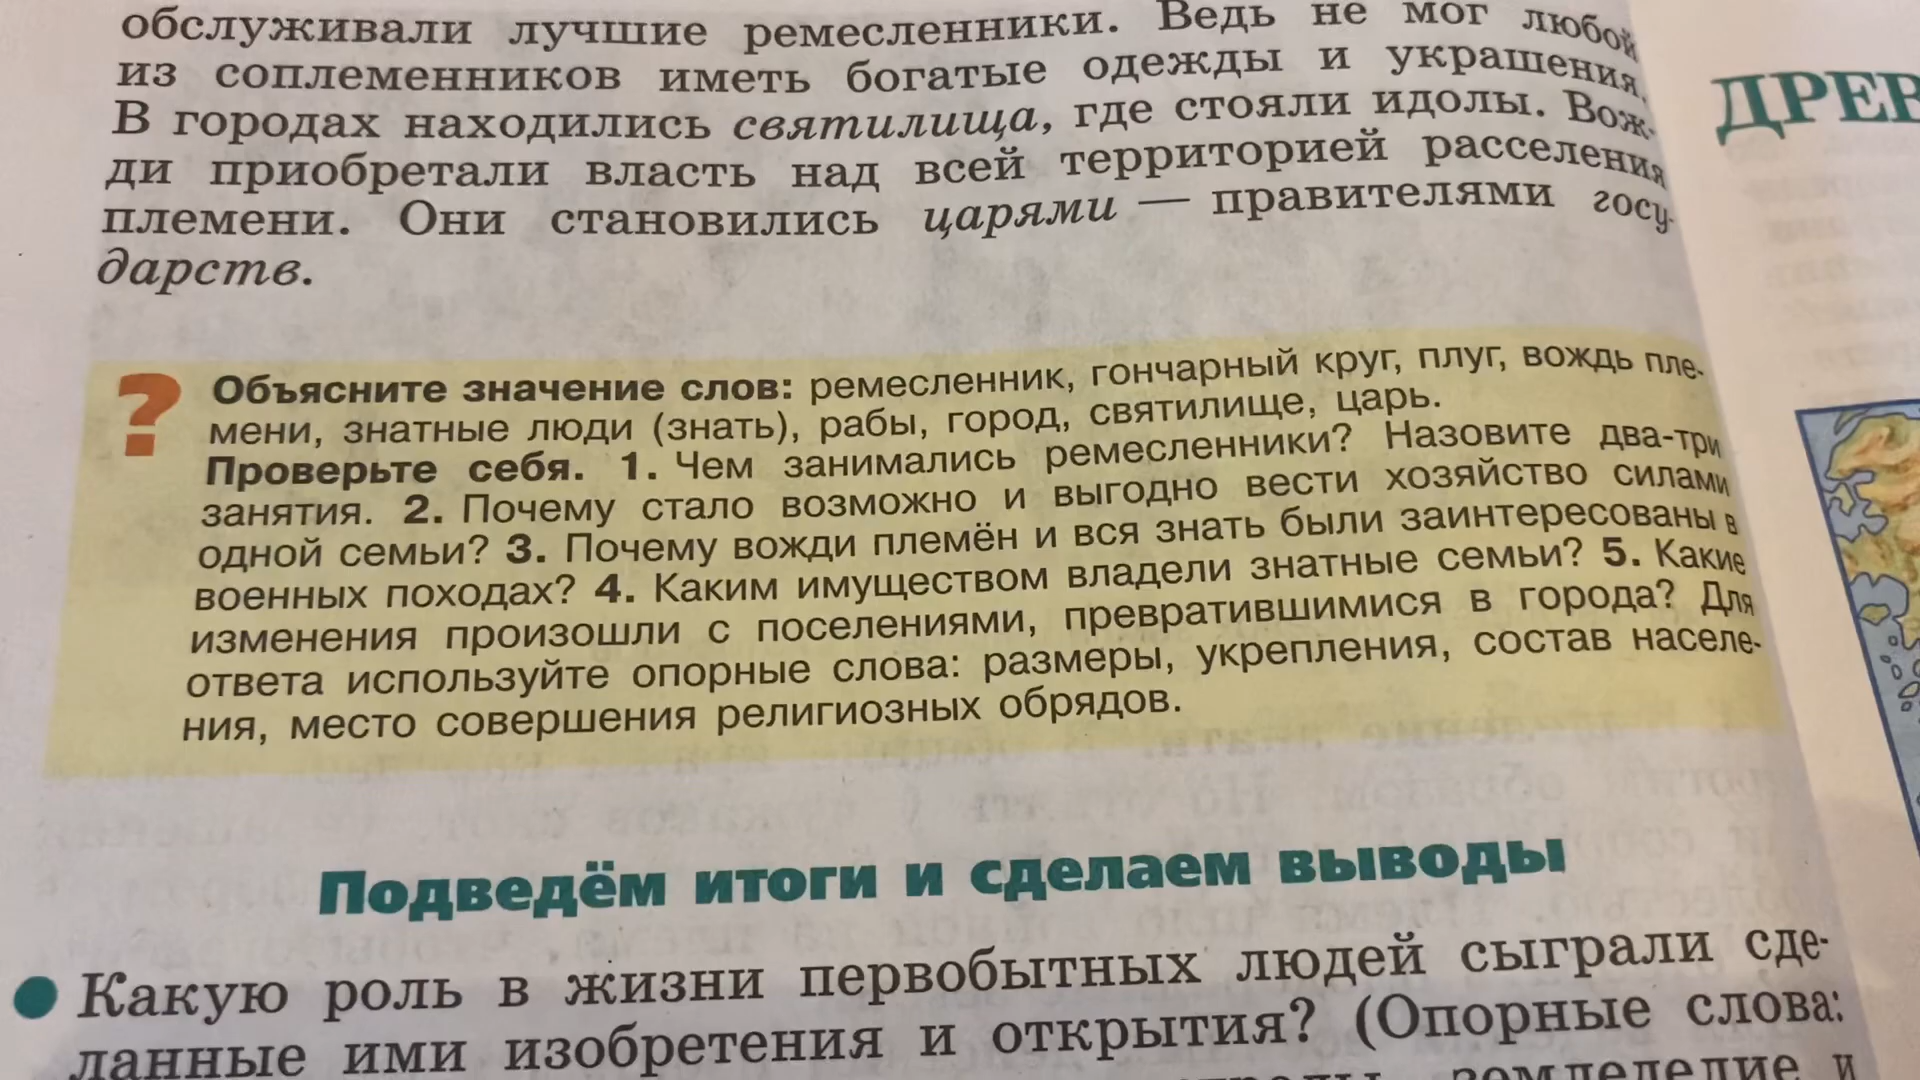 обслуживали лучшие ремесленники. Ведь не мог любой
из соплеменников иметь богатые одежды и украшения.
В городах находились святилища, где стояли идолы. Вож-
ди приобретали власть над всей территорией расселения
племени. Они становились царями — правителями госу-
дарств.
? Объясните значение слов: ремесленник, гончарный круг, плуг, вождь пле-
мени, знатные люди (знать), рабы, город, святилище, царь.
Проверьте себя. 1. Чем занимались ремесленники? Назовите два-три
занятия. 2. Почему стало возможно и выгодно вести хозяйство силами
одной семьи? 3. Почему вожди племён и вся знать были заинтересованы в
военных походах? 4. Каким имуществом владели знатные семьи? 5. Какие
изменения произошли с поселениями, превратившимися в города? Для
ответа используйте опорные слова: размеры, укрепления, состав населе-
ния, место совершения религиозных обрядов.
Подведём итоги и сделаем выводы
Какую роль в жизни первобытных людей сыграли сде-
ланные ими изобретения и открытия? (Опорные слова:
земледелие и
ДРЕВ